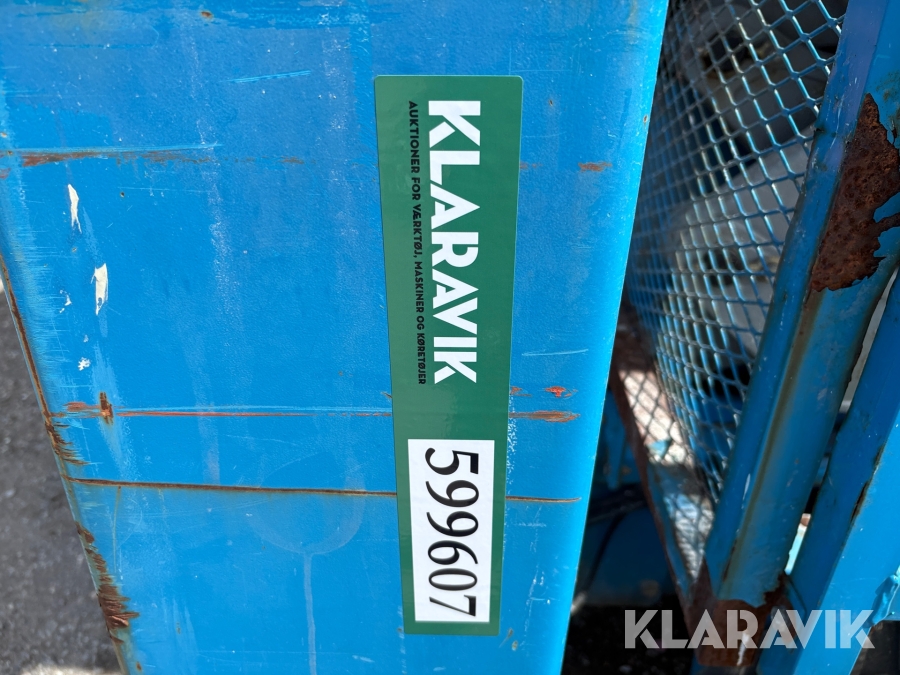 KLARAVIK
AUKTIONER FOR VÆRKTØJ, MASKINER OG KØRETØJER
599607
KLARAVIK